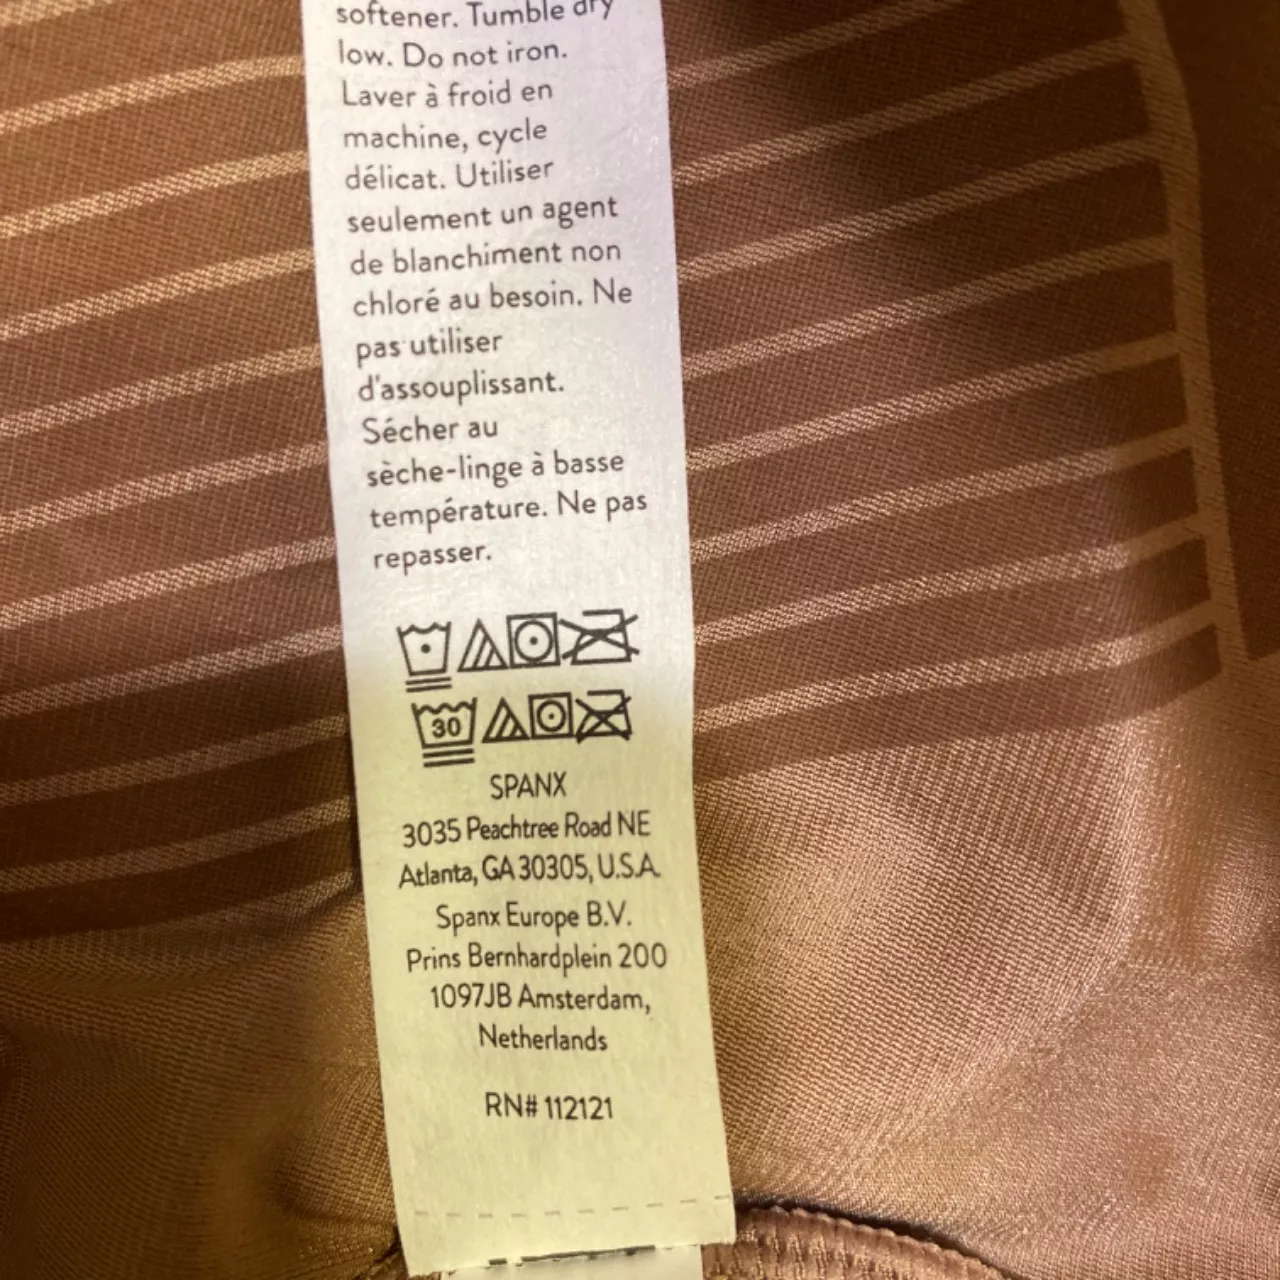 softener. Tumble dry
low. Do not iron.
Laver à froid en
machine, cycle
délicat. Utiliser
seulement un agent
de blanchiment non
chloré au besoin. Ne
pas utiliser
d'assouplissant.
Sécher au
sèche-linge à basse
température. Ne pas
repasser.
30
SPANX
3035 Peachtree Road NE
Atlanta, GA 30305, U.S.A.
Spanx Europe B.V.
Prins Bernhardplein 200
1097JB Amsterdam,
Netherlands
RN# 112121